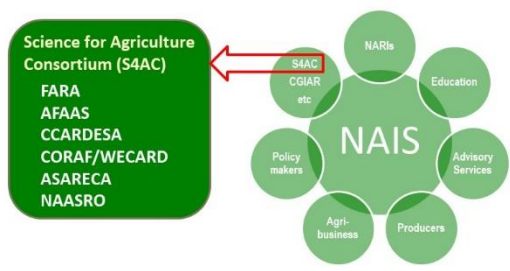 Science for Agriculture
Consortium (S4AC)
FARA
AFAAS
CCARDESA
CORAF/WECARD
ASARECA
NAASRO
NARIs
S4AC
CGIAR
etc
Education
NAIS
Policy
makers
Advisory
Services
Agri-
business
Producers